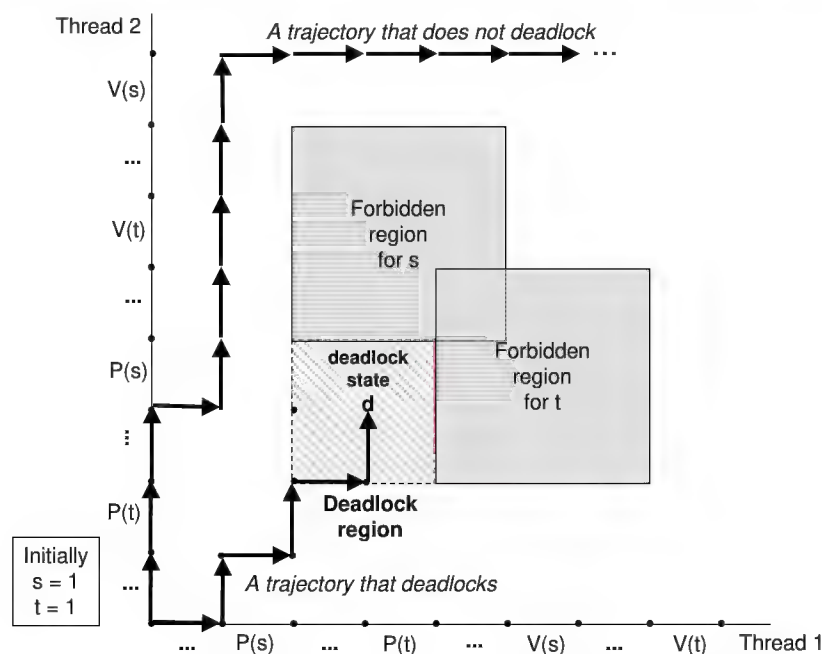 Thread 2
A trajectory that does not deadlock
...
V(s)
...
V(t)
...
P(s)
...
P(t)
...
Forbidden
region
for s
Forbidden
region
for t
deadlock
state
d
Deadlock
region
Initially
s = 1
t = 1
A trajectory that deadlocks
... P(s) ... P(t) ... V(s) ... V(t) Thread 1